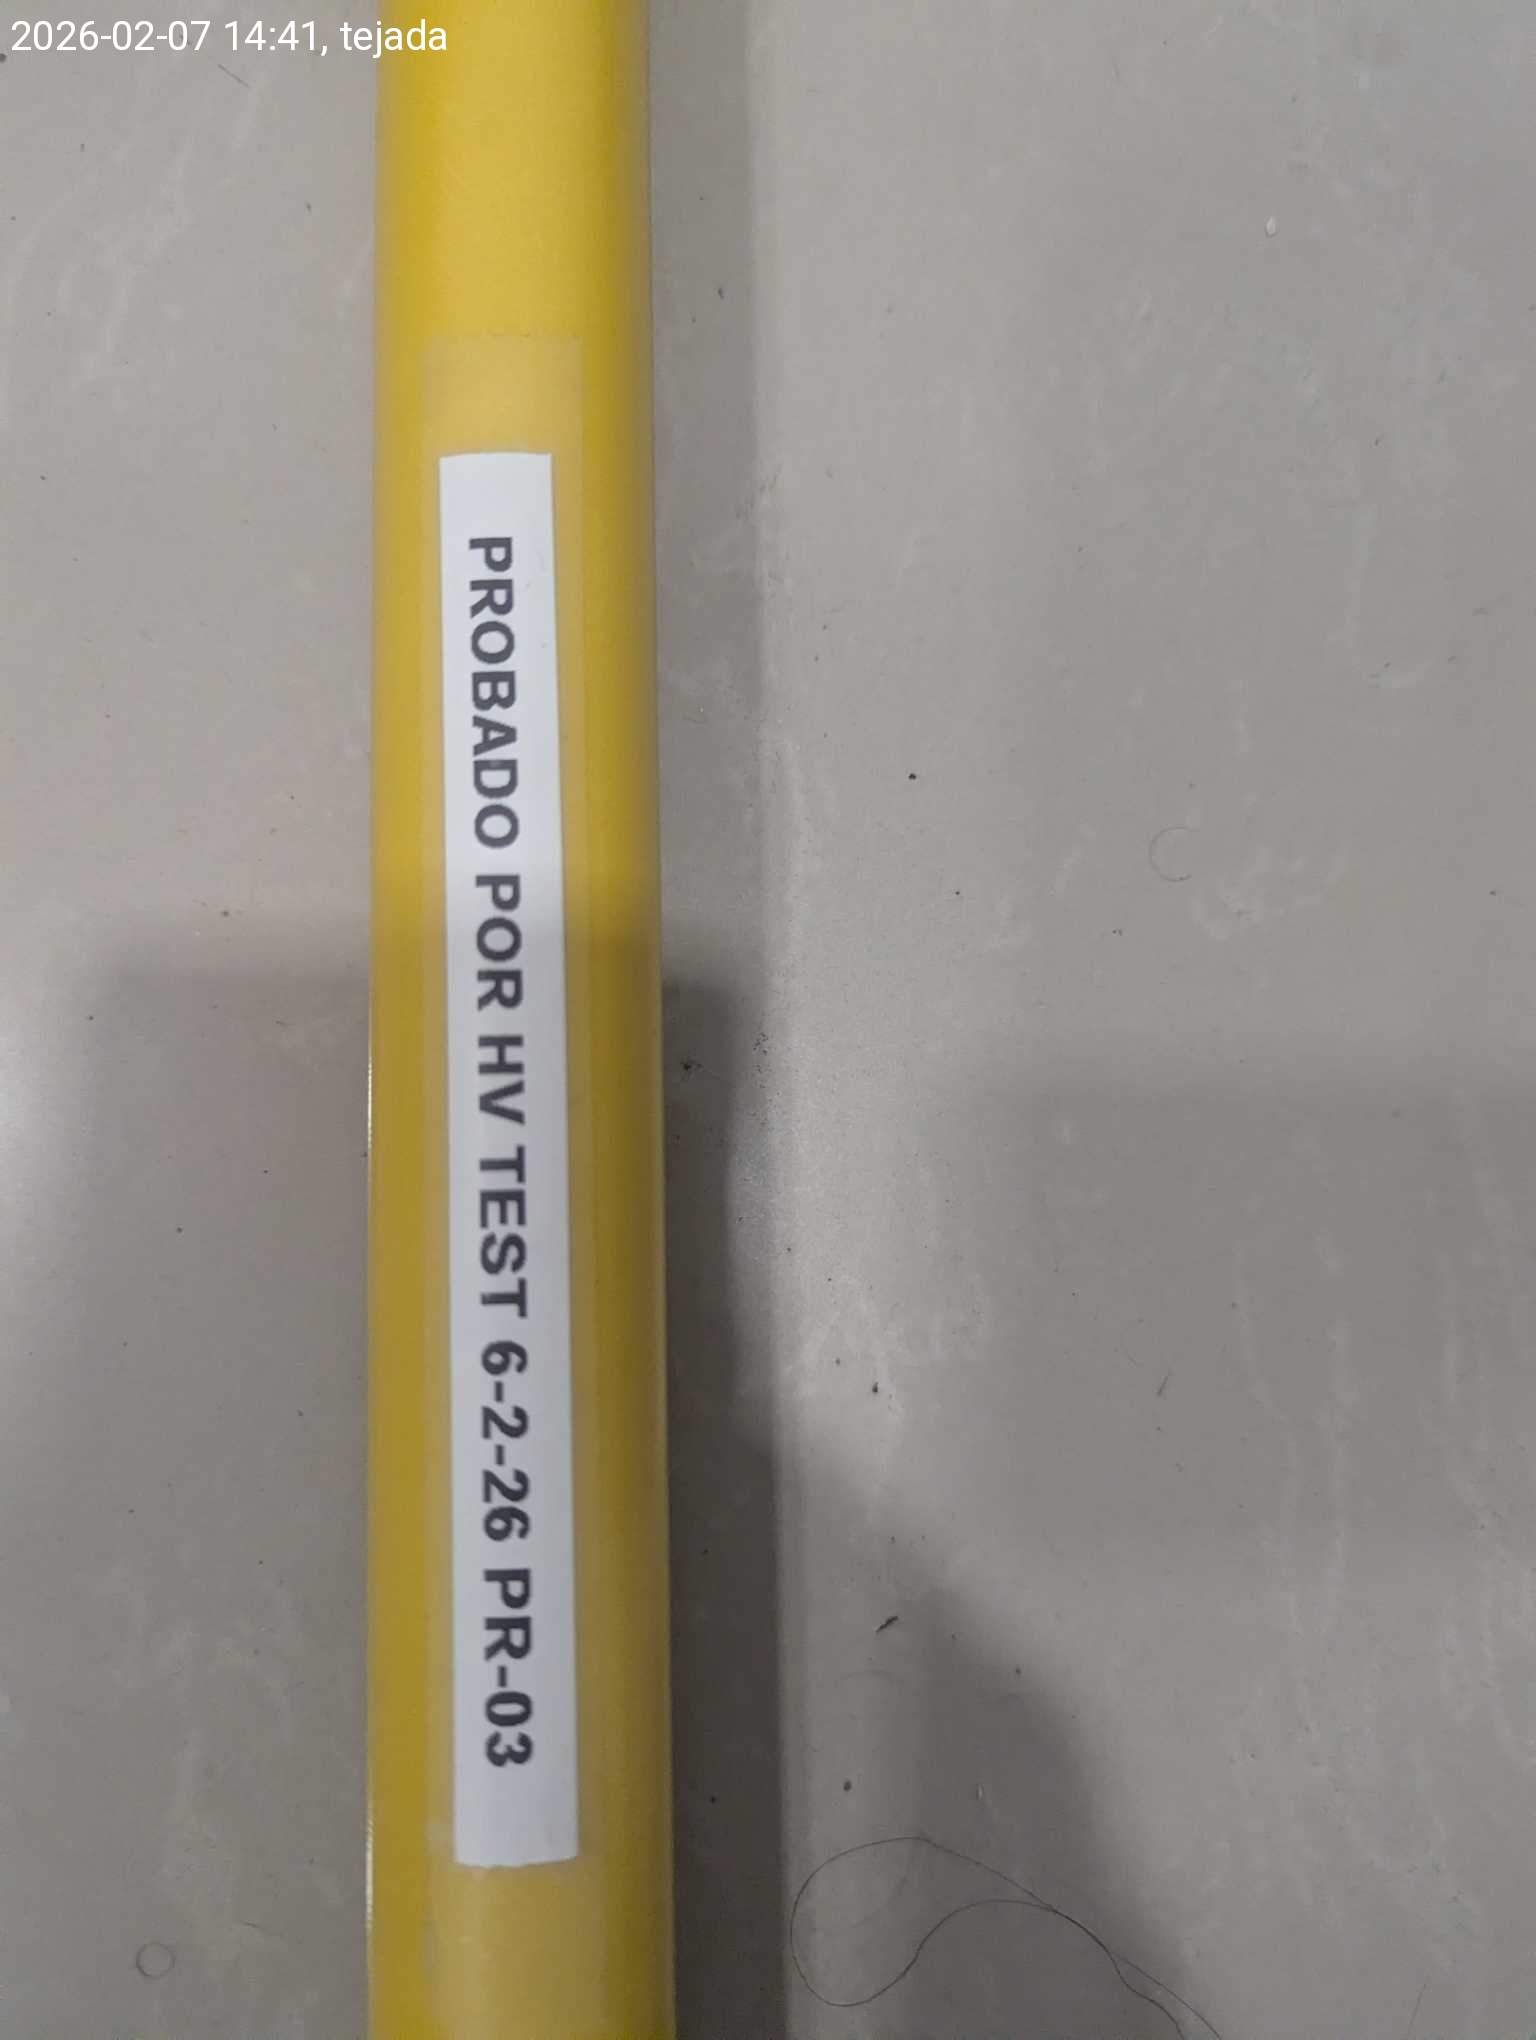 2026-02-07 14:41, tejada
PROBADO POR HV TEST 6-2-26 PR-03